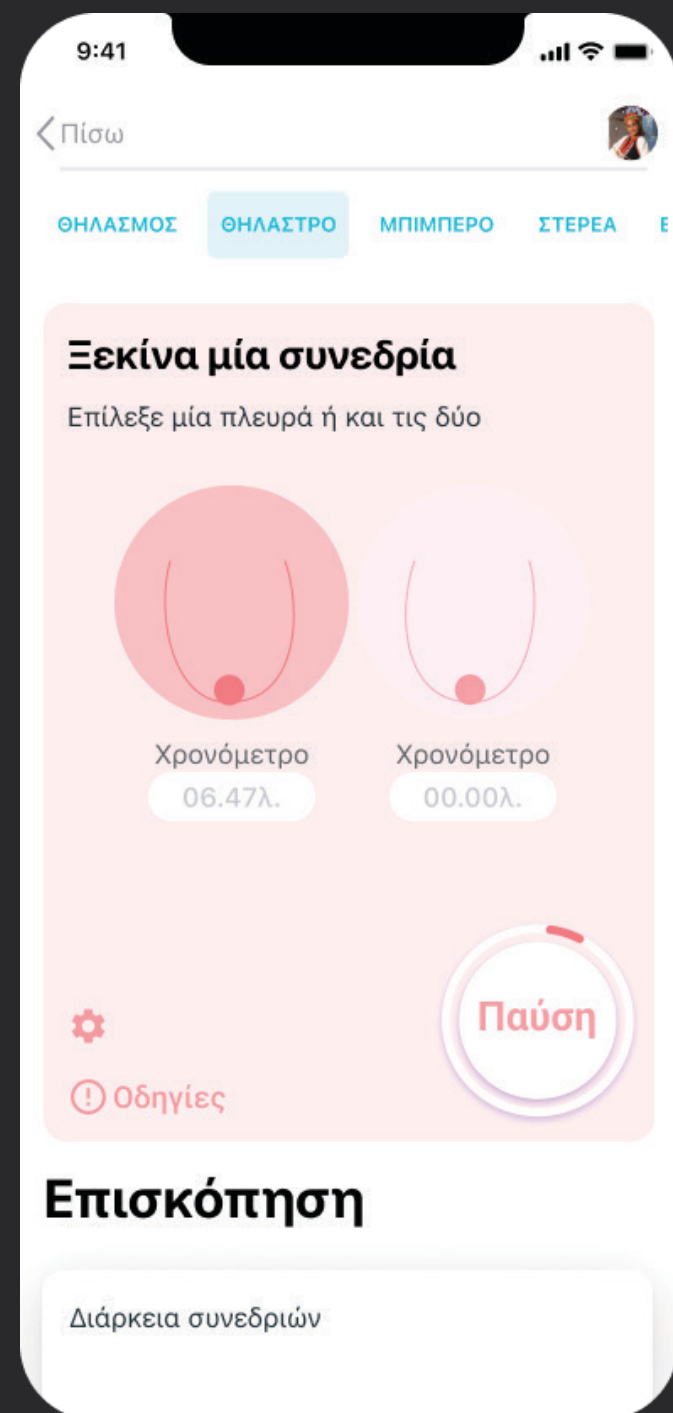 9:41
Πίσω
ΘΗΛΑΣΜΟΣ ΘΗΛΑΣΤΡΟ ΜΠΙΜΠΕΡΟ ΣΤΕΡΕΑ
Ξεκίνα μία συνεδρία
Επίλεξε μία πλευρά ή και τις δύο
Χρονόμετρο Χρονόμετρο
06.47λ. 00.00λ.
Παύση
Οδηγίες
Επισκόπηση
Διάρκεια συνεδριών